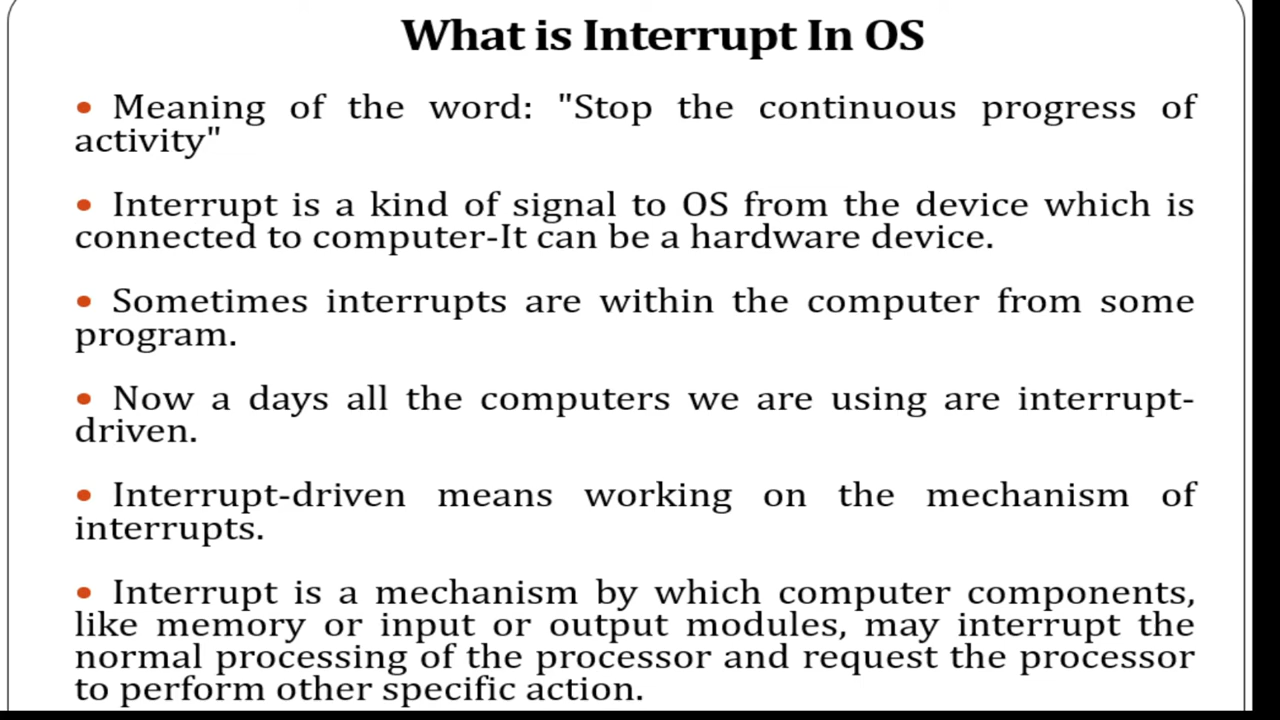 What is Interrupt In OS
• Meaning of the word: "Stop the continuous progress of
activity"
• Interrupt is a kind of signal to OS from the device which is
connected to computer-It can be a hardware device.
• Sometimes interrupts are within the computer from some
program.
• Now a days all the computers we are using are interrupt-
driven.
• Interrupt-driven means working on the mechanism of
interrupts.
• Interrupt is a mechanism by which computer components,
like memory or input or output modules, may interrupt the
normal processing of the processor and request the processor
to perform other specific action.